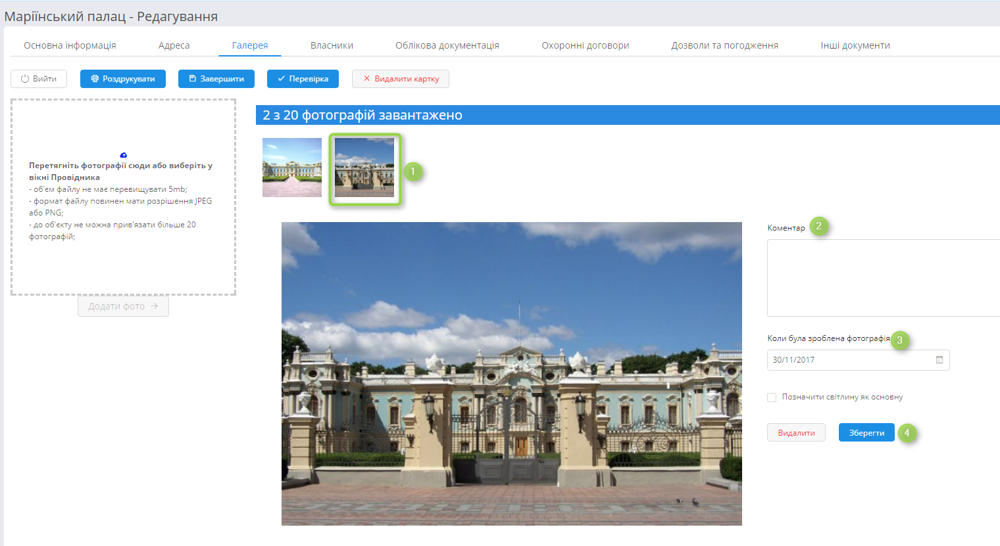 Маріїнський палац - Редагування
Основна інформація Адреса Галерея Власники Облікова документація Охоронні договори Дозволи та погодження Інші документи
Вийти Роздрукувати Завершити Перевірка Видалити картку
2 з 20 фотографій завантажено
Перетягніть фотографії сюди або виберіть у
вікні Провідника
- об'єм файлу не має перевищувати 5mb;
- формат файлу повинен мати розрішення JPEG
або PNG;
- до об'єкту не можна прив'язати більше 20
фотографій;
Додати фото
1
Коментар 2
Коли була зроблена фотографія 3
30/11/2017
Позначити світлину як основну
Видалити Зберегти 4